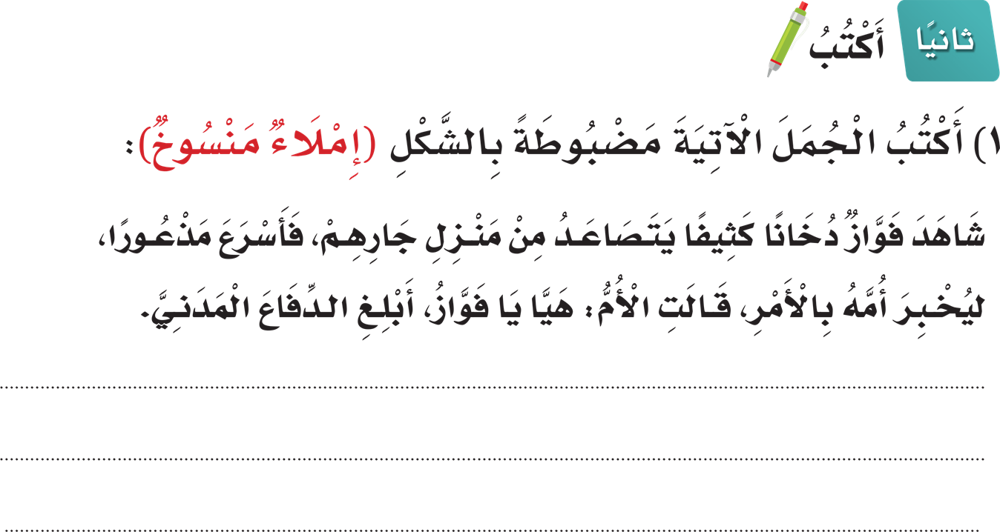 ثانيًا
أَكْتُبُ
١) أَكْتُبُ الْجُمَلَ الْآتِيَةَ مَضْبُوطَةً بِالشَّكْلِ (إِمْلَاءٌ مَنْسُوخٌ):
شَاهَدَ فَوَّازٌ دُخَانًا كَثِيفًا يَتَصَاعَدُ مِنْ مَنْزِلِ جَارِهِمْ، فَأَسْرَعَ مَذْعُورًا،
ليُخْبِرَ أُمَّهُ بِالْأَمْرِ، قَالَتِ الْأُمُّ: هَيَّا يَا فَوَّازُ، أَبْلِغِ الدِّفَاعَ الْمَدَنِيَّ.